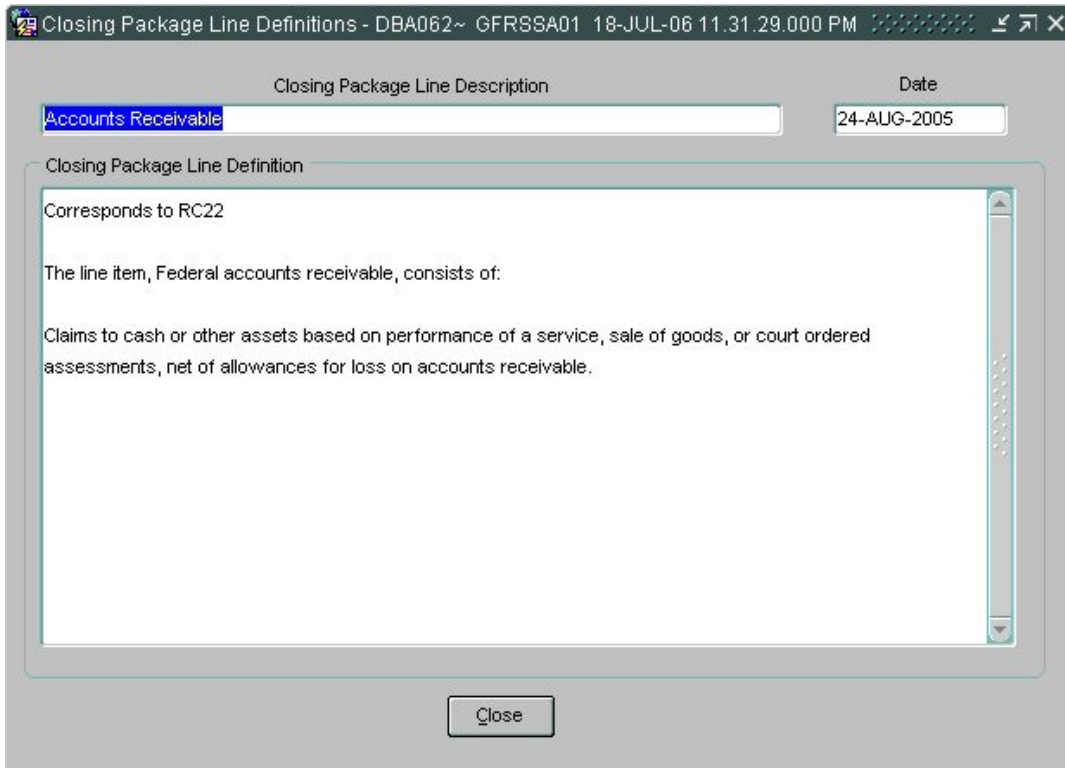 Closing Package Line Definitions - DBA062~ GFRSSA01 18-JUL-06 11.31.29.000 PM
Closing Package Line Description
Date
Accounts Receivable
24-AUG-2005
Closing Package Line Definition
Corresponds to RC22
The line item, Federal accounts receivable, consists of:
Claims to cash or other assets based on performance of a service, sale of goods, or court ordered
assessments, net of allowances for loss on accounts receivable.
Close